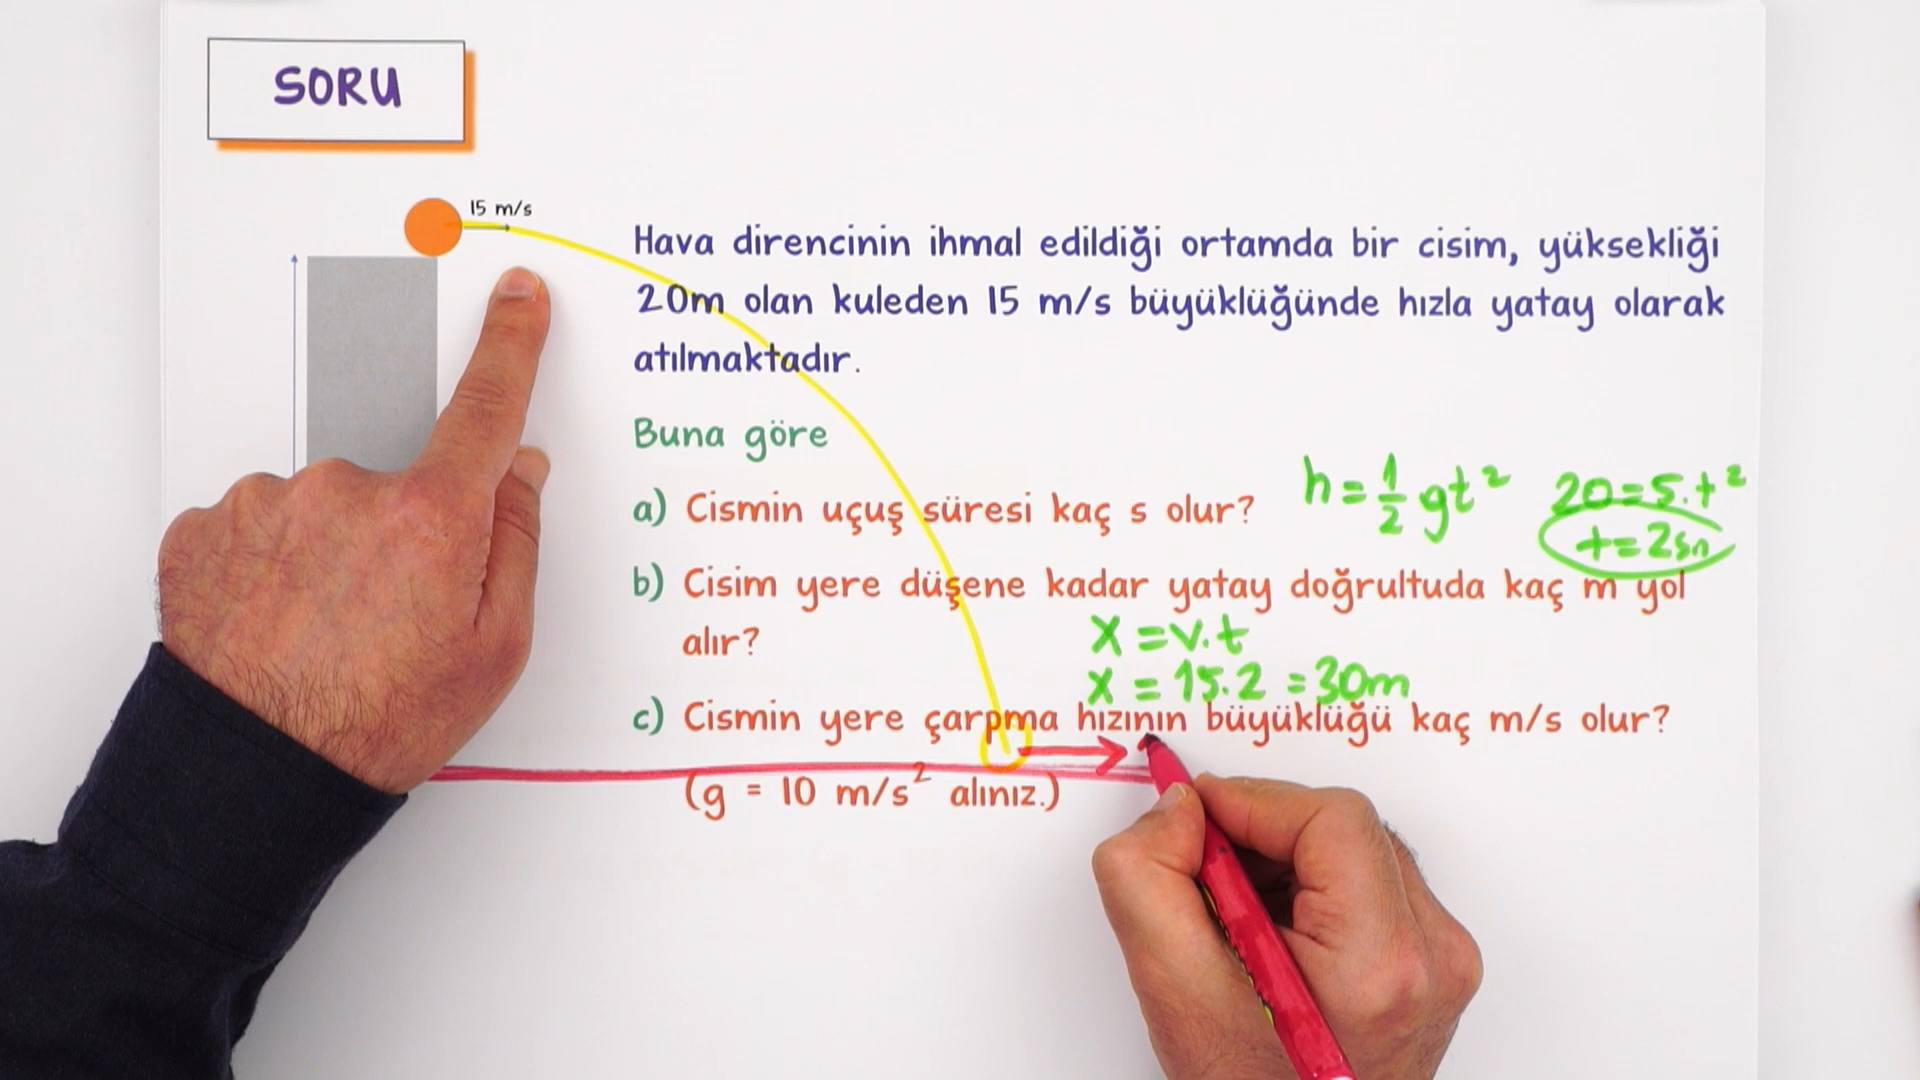 SORU
15 m/s
Hava direncinin ihmal edildiği ortamda bir cisim, yüksekliği
20m olan kuleden 15 m/s büyüklüğünde hızla yatay olarak
atılmaktadır.
Buna göre
a) Cismin uçuş süresi kaç s olur?
h = 1/2 gt²
20=5.t²
t=2sn
b) Cisim yere düşene kadar yatay doğrultuda kaç m yol
alır?
X = v.t
X = 15.2 = 30m
c) Cismin yere çarpma hızının büyüklüğü kaç m/s olur?
(g = 10 m/s² alınız.)